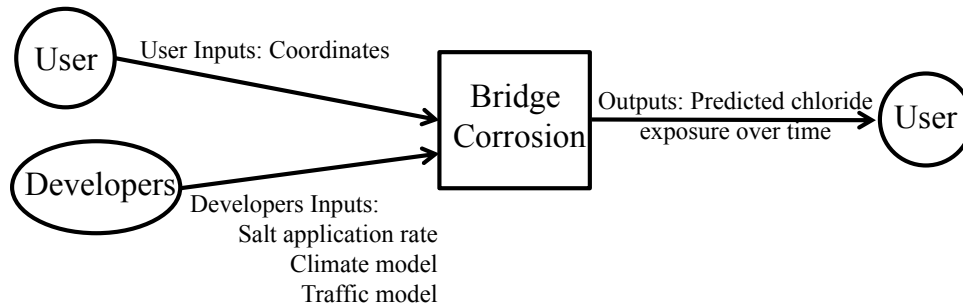 User
User Inputs: Coordinates
Bridge
Corrosion
Outputs: Predicted chloride
exposure over time
User
Developers
Developers Inputs:
Salt application rate
Climate model
Traffic model